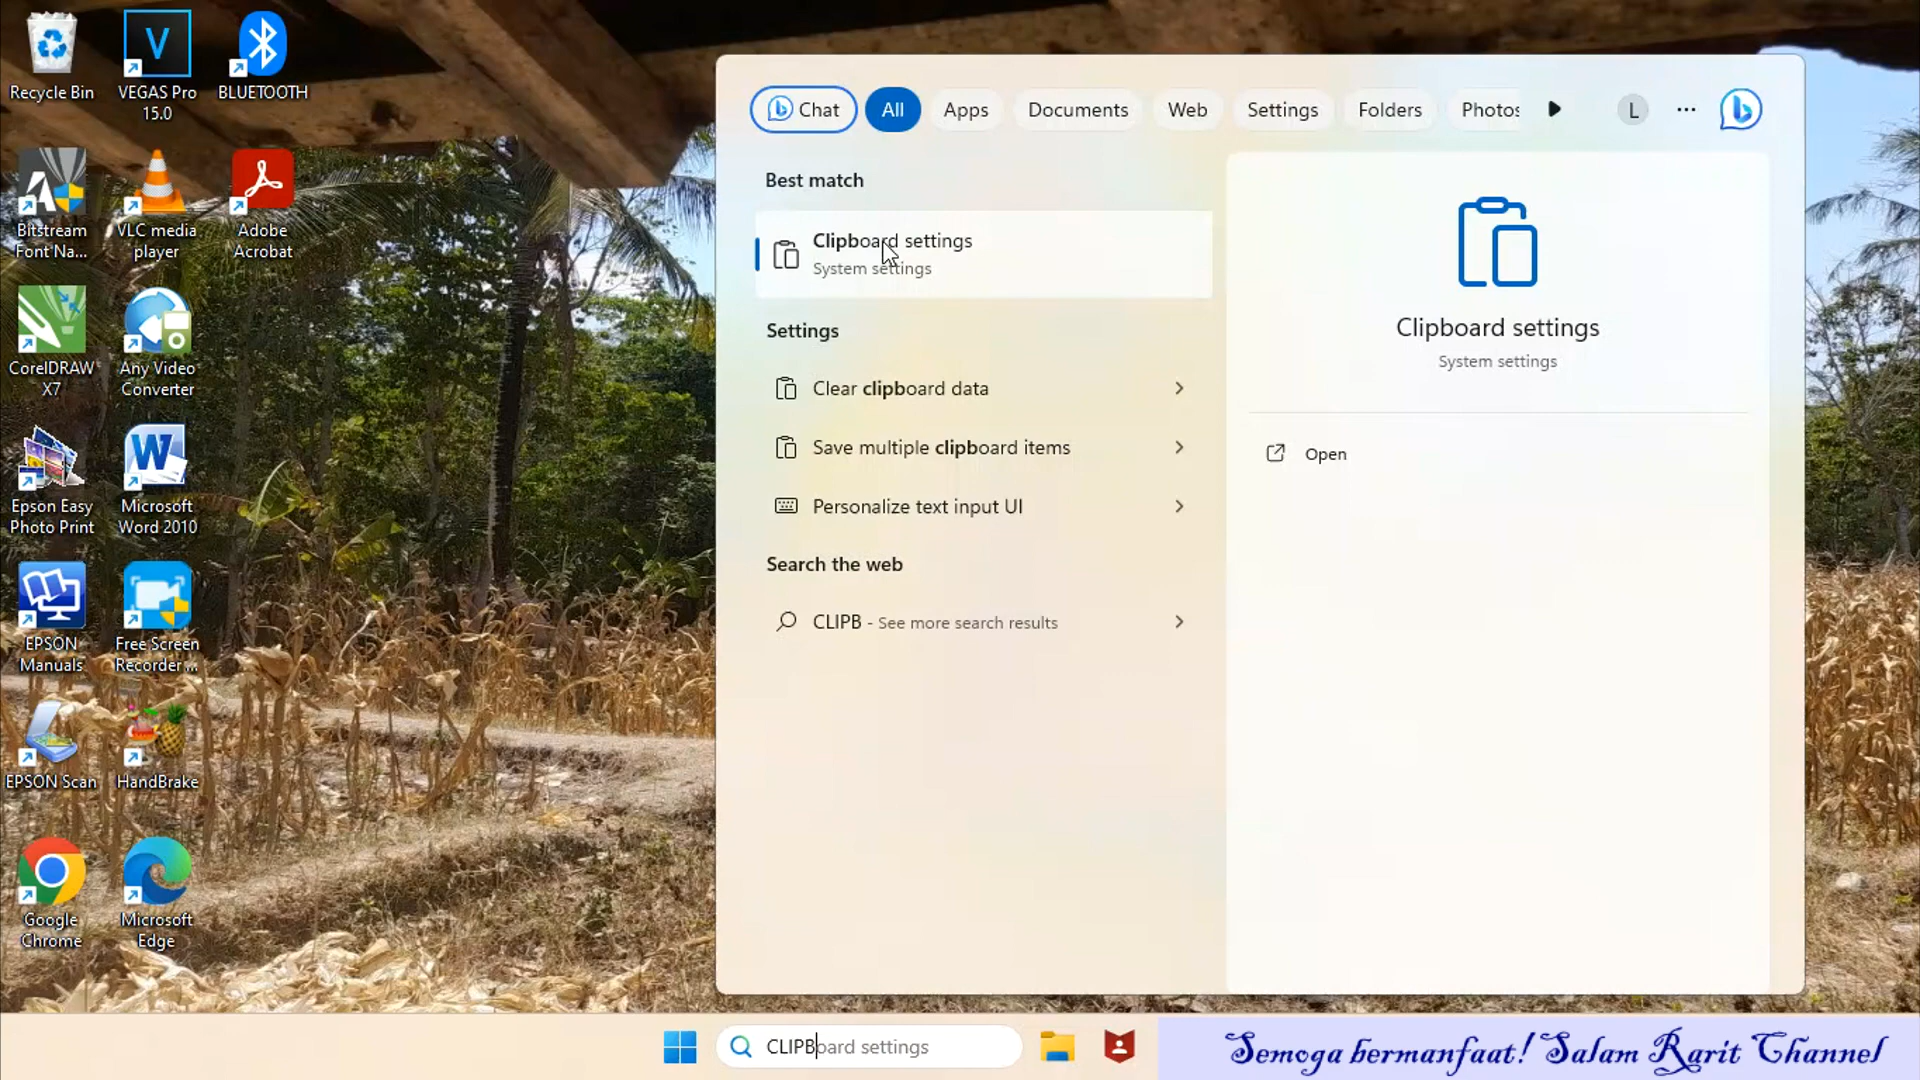 Recycle Bin
VEGAS Pro
15.0
BLUETOOTH
Bitstream
Font Na...
VLC media
player
Adobe
Acrobat
CorelDRAW
X7
Any Video
Converter
Epson Easy
Photo Print
Microsoft
Word 2010
EPSON
Manuals
Free Screen
Recorder ...
EPSON Scan
HandBrake
Google
Chrome
Microsoft
Edge
Chat
All
Apps
Documents
Web
Settings
Folders
Photos
L
...
Best match
Clipboard settings
System settings
Settings
Clear clipboard data
Save multiple clipboard items
Personalize text input UI
Search the web
CLIPB - See more search results
Clipboard settings
System settings
Open
CLIPBoard settings
Semoga bermanfaat! Salam Rarit Channel